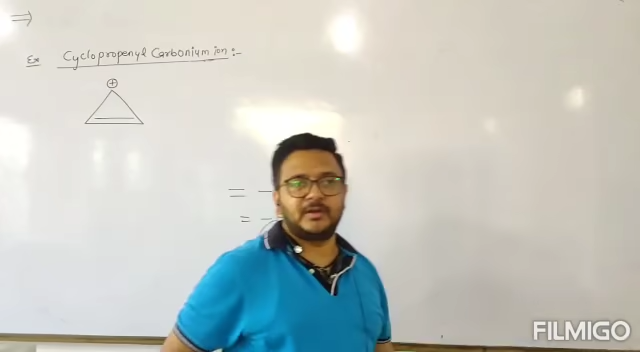 ⇒
Ex Cyclopropenyl Carbonium ion :-
⊕
= -
= -
FILMIGO